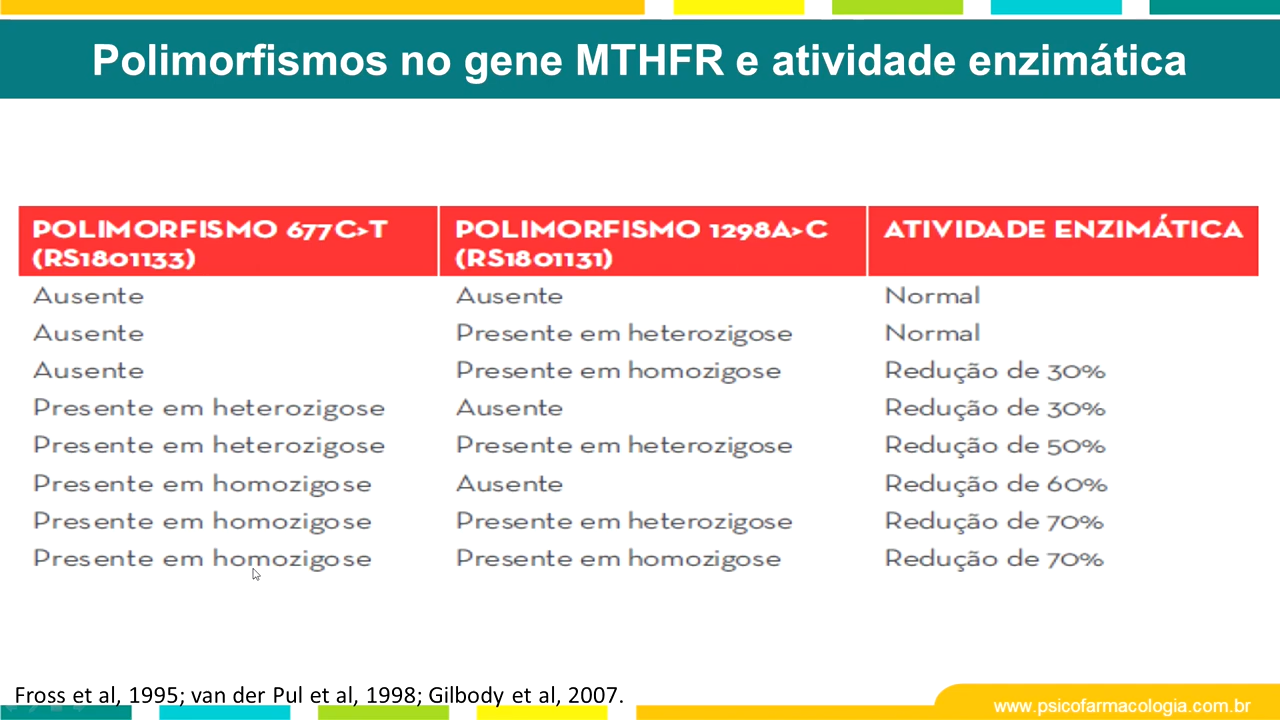 Polimorfismos no gene MTHFR e atividade enzimática
POLIMORFISMO 677C>T POLIMORFISMO 1298A>C ATIVIDADE ENZIMÁTICA
(RS1801133) (RS1801131)
Ausente Ausente Normal
Ausente Presente em heterozigose Normal
Ausente Presente em homozigose Redução de 30%
Presente em heterozigose Ausente Redução de 30%
Presente em heterozigose Presente em heterozigose Redução de 50%
Presente em homozigose Ausente Redução de 60%
Presente em homozigose Presente em heterozigose Redução de 70%
Presente em homozigose Presente em homozigose Redução de 70%
Fross et al, 1995; van der Pul et al, 1998; Gilbody et al, 2007.
www.psicofarmacologia.com.br